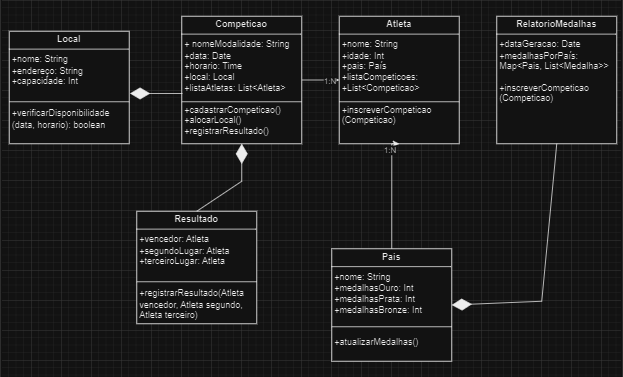 Local
+nome: String
+endereço: String
+capacidade: Int
+verificarDisponibilidade
(data, horario): boolean
Competicao
+ nomeModalidade: String
+data: Date
+horario: Time
+local: Local
+listaAtletas: List<Atleta>
+cadastrarCompeticao()
+alocarLocal()
+registrarResultado()
1:N
Atleta
+nome: String
+idade: Int
+pais: País
+listaCompeticoes:
+List<Competicao>
+inscreverCompeticao
(Competicao)
1:N
RelatorioMedalhas
+dataGeracao: Date
+medalhasPorPaís:
Map<Pais, List<Medalha>>
+inscreverCompeticao
(Competicao)
Resultado
+vencedor: Atleta
+segundoLugar: Atleta
+terceiroLugar: Atleta
+registrarResultado(Atleta
vencedor, Atleta segundo,
Atleta terceiro)
Pais
+nome: String
+medalhasOuro: Int
+medalhasPrata: Int
+medalhasBronze: Int
+atualizarMedalhas()